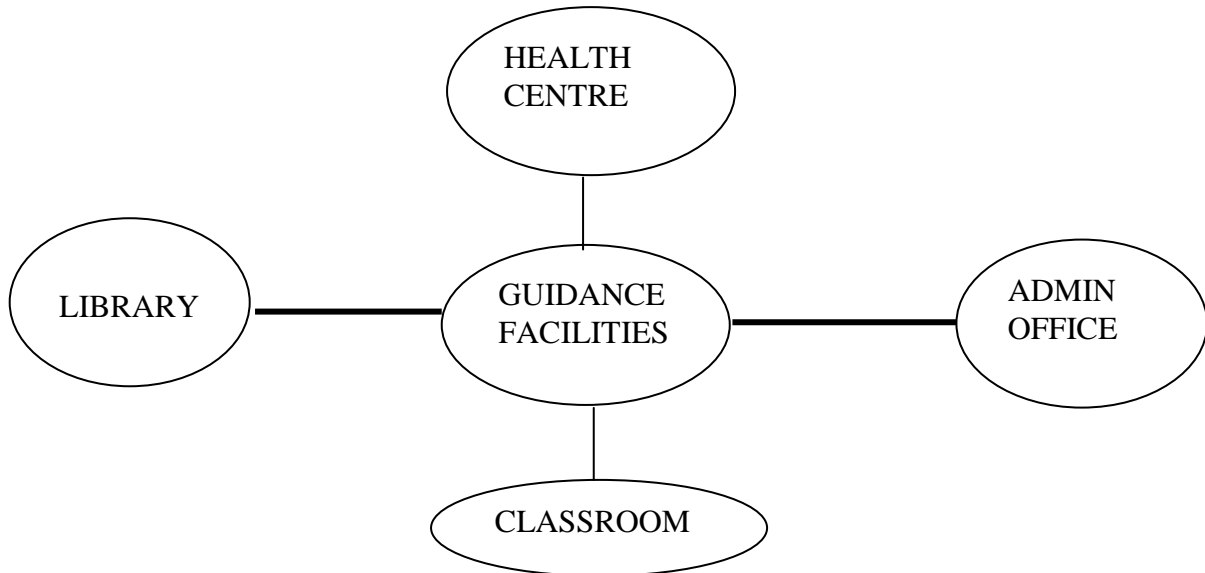 HEALTH
CENTRE
LIBRARY
GUIDANCE
FACILITIES
ADMIN
OFFICE
CLASSROOM